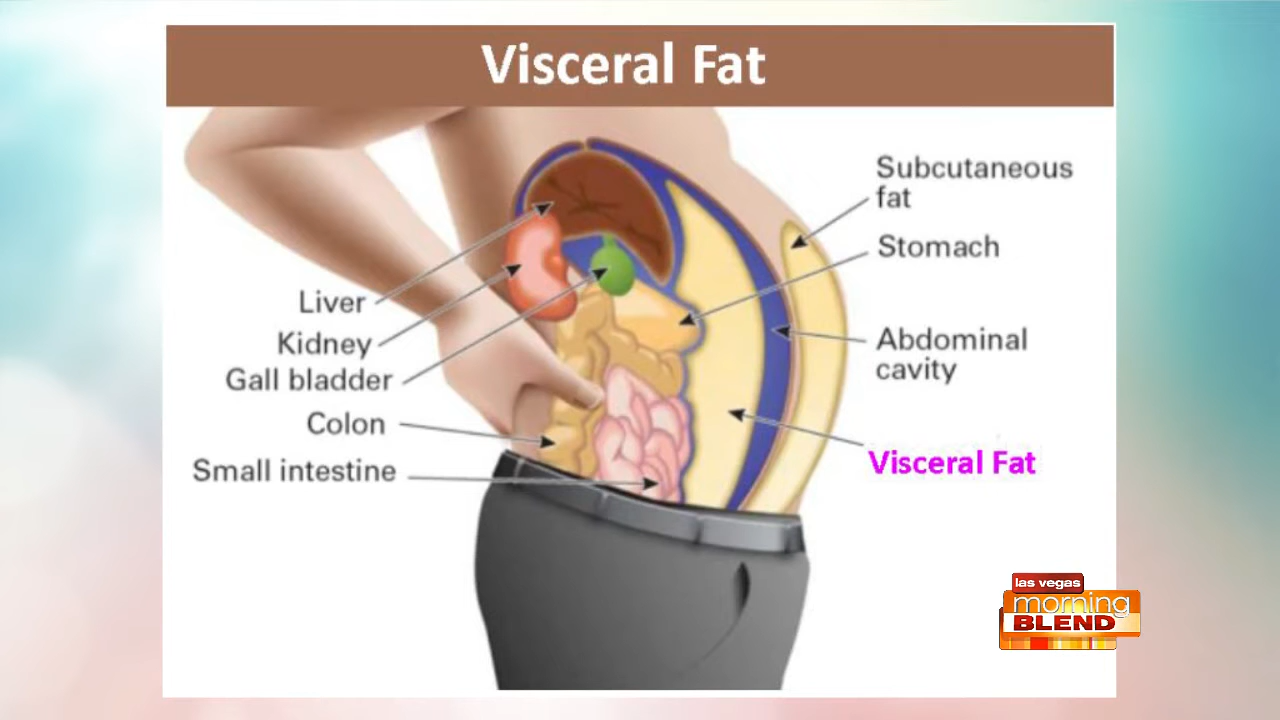 Visceral Fat
Subcutaneous
fat
Stomach
Liver
Kidney
Abdominal
cavity
Gall bladder
Colon
Visceral Fat
Small intestine
las vegas
morning
BLEND